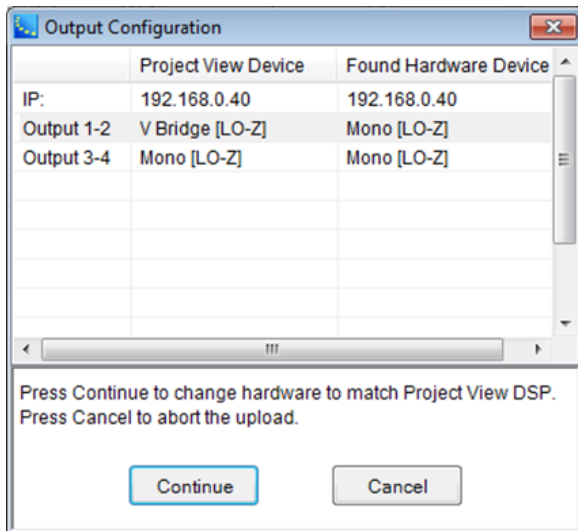 Output Configuration
Project View Device Found Hardware Device
IP: 192.168.0.40 192.168.0.40
Output 1-2 V Bridge [LO-Z] Mono [LO-Z]
Output 3-4 Mono [LO-Z] Mono [LO-Z]
Press Continue to change hardware to match Project View DSP.
Press Cancel to abort the upload.
Continue Cancel